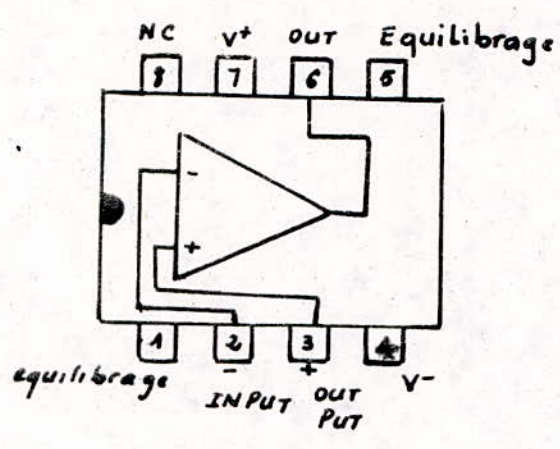 NC V+ OUT Equilibrage
8 7 6 5
-
+
1 2 3 4
- +
equilibrage INPUT OUT PUT V-